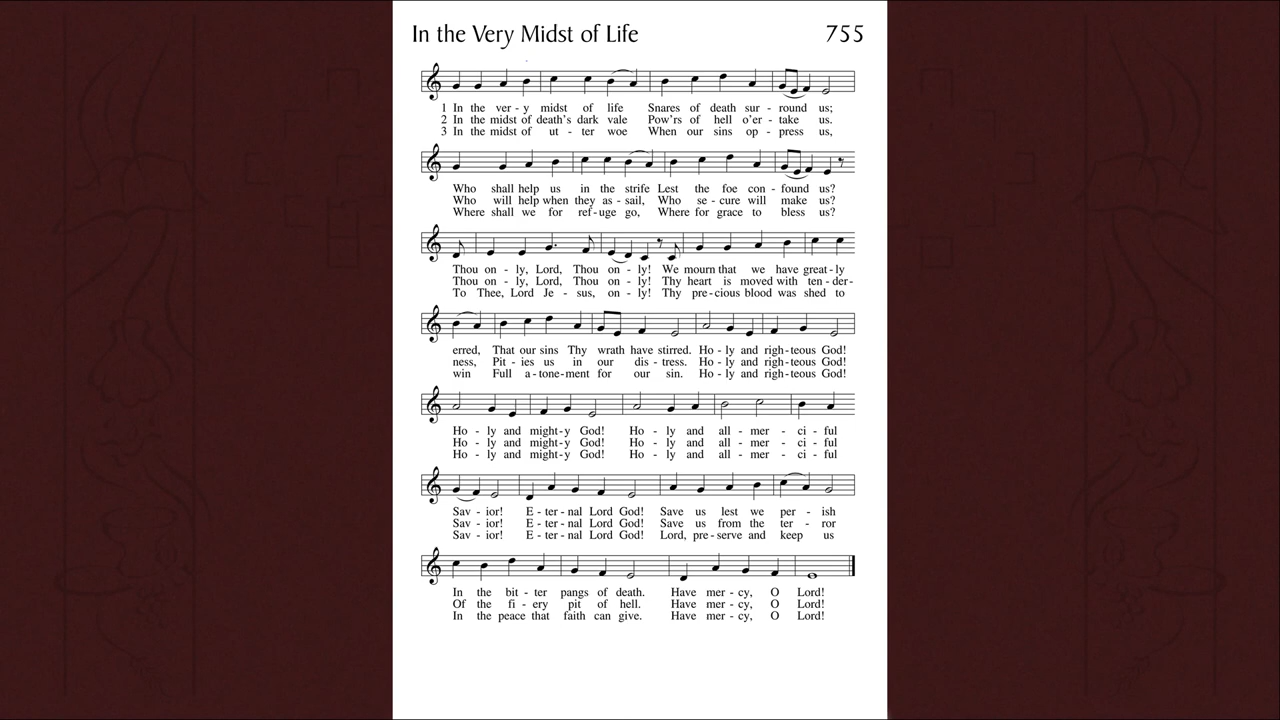 In the Very Midst of Life 755
1 In the ver - y midst of life Snares of death sur - round us;
2 In the midst of death's dark vale Pow'rs of hell o'er - take us.
3 In the midst of ut - ter woe When our sins op - press us,
Who shall help us in the strife Lest the foe con - found us?
Who will help when they as - sail, Who se - cure will make us?
Where shall we for ref - uge go, Where for grace to bless us?
Thou on - ly, Lord, Thou on - ly! We mourn that we have great - ly
Thou on - ly, Lord, Thou on - ly! Thy heart is moved with ten - der -
To Thee, Lord Je - sus, on - ly! Thy pre - cious blood was shed to
erred, That our sins Thy wrath have stirred. Ho - ly and righ - teous God!
ness, Pit - ies us in our dis - tress. Ho - ly and righ - teous God!
win Full a - tone - ment for our sin. Ho - ly and righ - teous God!
Ho - ly and might - y God! Ho - ly and all - mer - ci - ful
Ho - ly and might - y God! Ho - ly and all - mer - ci - ful
Ho - ly and might - y God! Ho - ly and all - mer - ci - ful
Sav - ior! E - ter - nal Lord God! Save us lest we per - ish
Sav - ior! E - ter - nal Lord God! Save us from the ter - ror
Sav - ior! E - ter - nal Lord God! Lord, pre - serve and keep us
In the bit - ter pangs of death. Have mer - cy, O Lord!
Of the fi - ery pit of hell. Have mer - cy, O Lord!
In the peace that faith can give. Have mer - cy, O Lord!